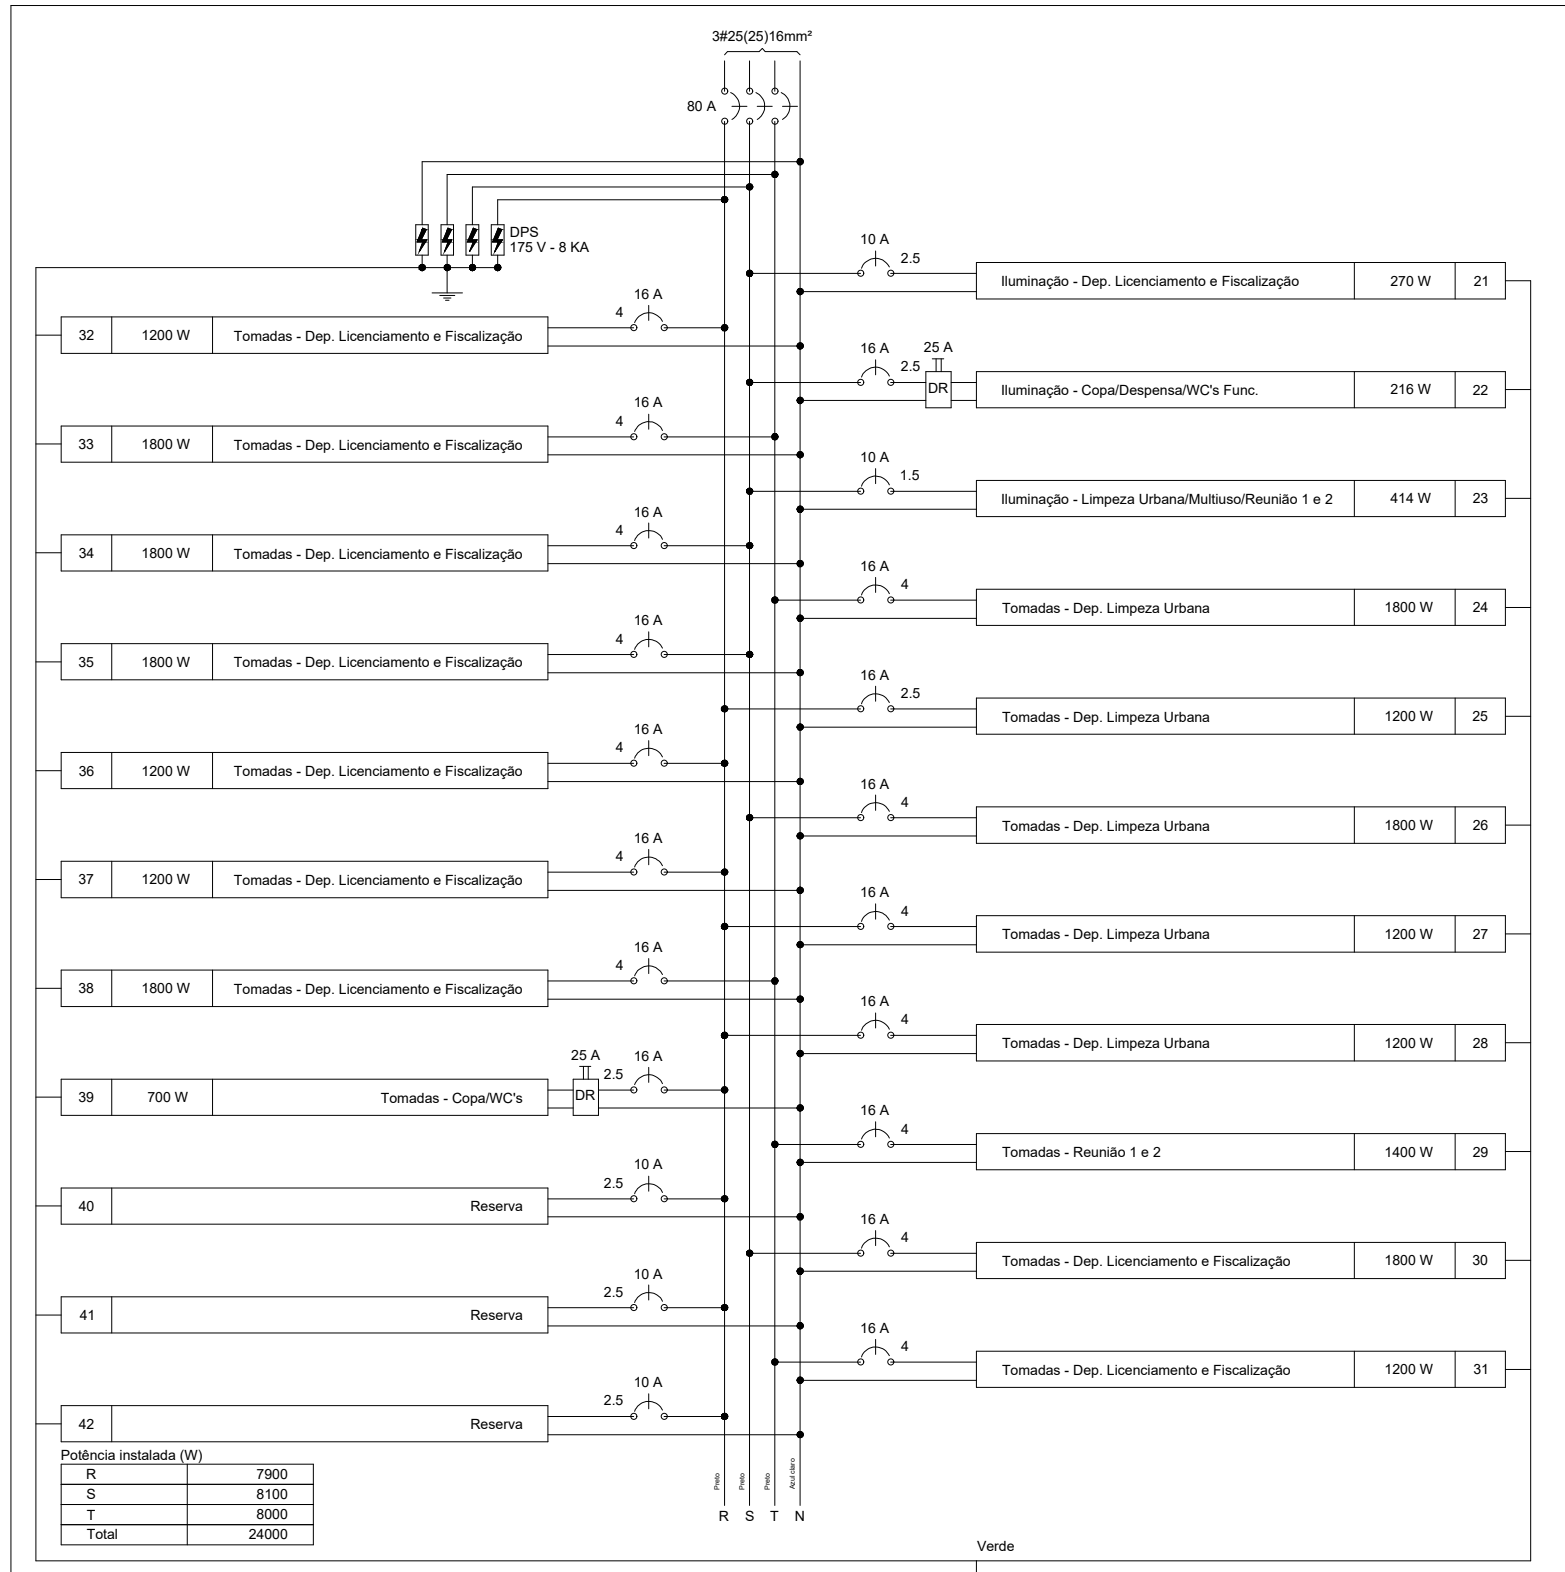 3#25(25)16mm²
80 A
DPS
175 V - 8 KA
10 A
2.5
Iluminação - Dep. Licenciamento e Fiscalização 270 W 21
16 A
4
32 1200 W Tomadas - Dep. Licenciamento e Fiscalização
16 A 25 A
2.5
DR
Iluminação - Copa/Despensa/WC's Func. 216 W 22
16 A
4
33 1800 W Tomadas - Dep. Licenciamento e Fiscalização
10 A
1.5
Iluminação - Limpeza Urbana/Multiuso/Reunião 1 e 2 414 W 23
16 A
4
34 1800 W Tomadas - Dep. Licenciamento e Fiscalização
16 A
4
Tomadas - Dep. Limpeza Urbana 1800 W 24
16 A
4
35 1800 W Tomadas - Dep. Licenciamento e Fiscalização
16 A
2.5
Tomadas - Dep. Limpeza Urbana 1200 W 25
16 A
4
36 1200 W Tomadas - Dep. Licenciamento e Fiscalização
16 A
4
Tomadas - Dep. Limpeza Urbana 1800 W 26
16 A
4
37 1200 W Tomadas - Dep. Licenciamento e Fiscalização
16 A
4
Tomadas - Dep. Limpeza Urbana 1200 W 27
16 A
4
38 1800 W Tomadas - Dep. Licenciamento e Fiscalização
16 A
4
Tomadas - Dep. Limpeza Urbana 1200 W 28
25 A 16 A
2.5
39 700 W Tomadas - Copa/WC's DR
16 A
4
Tomadas - Reunião 1 e 2 1400 W 29
10 A
2.5
40 Reserva
16 A
4
Tomadas - Dep. Licenciamento e Fiscalização 1800 W 30
10 A
2.5
41 Reserva
16 A
4
Tomadas - Dep. Licenciamento e Fiscalização 1200 W 31
10 A
2.5
42 Reserva
Potência instalada (W)
R 7900
S 8100
T 8000
Total 24000
Preto Preto Preto Azul claro
R S T N
Verde